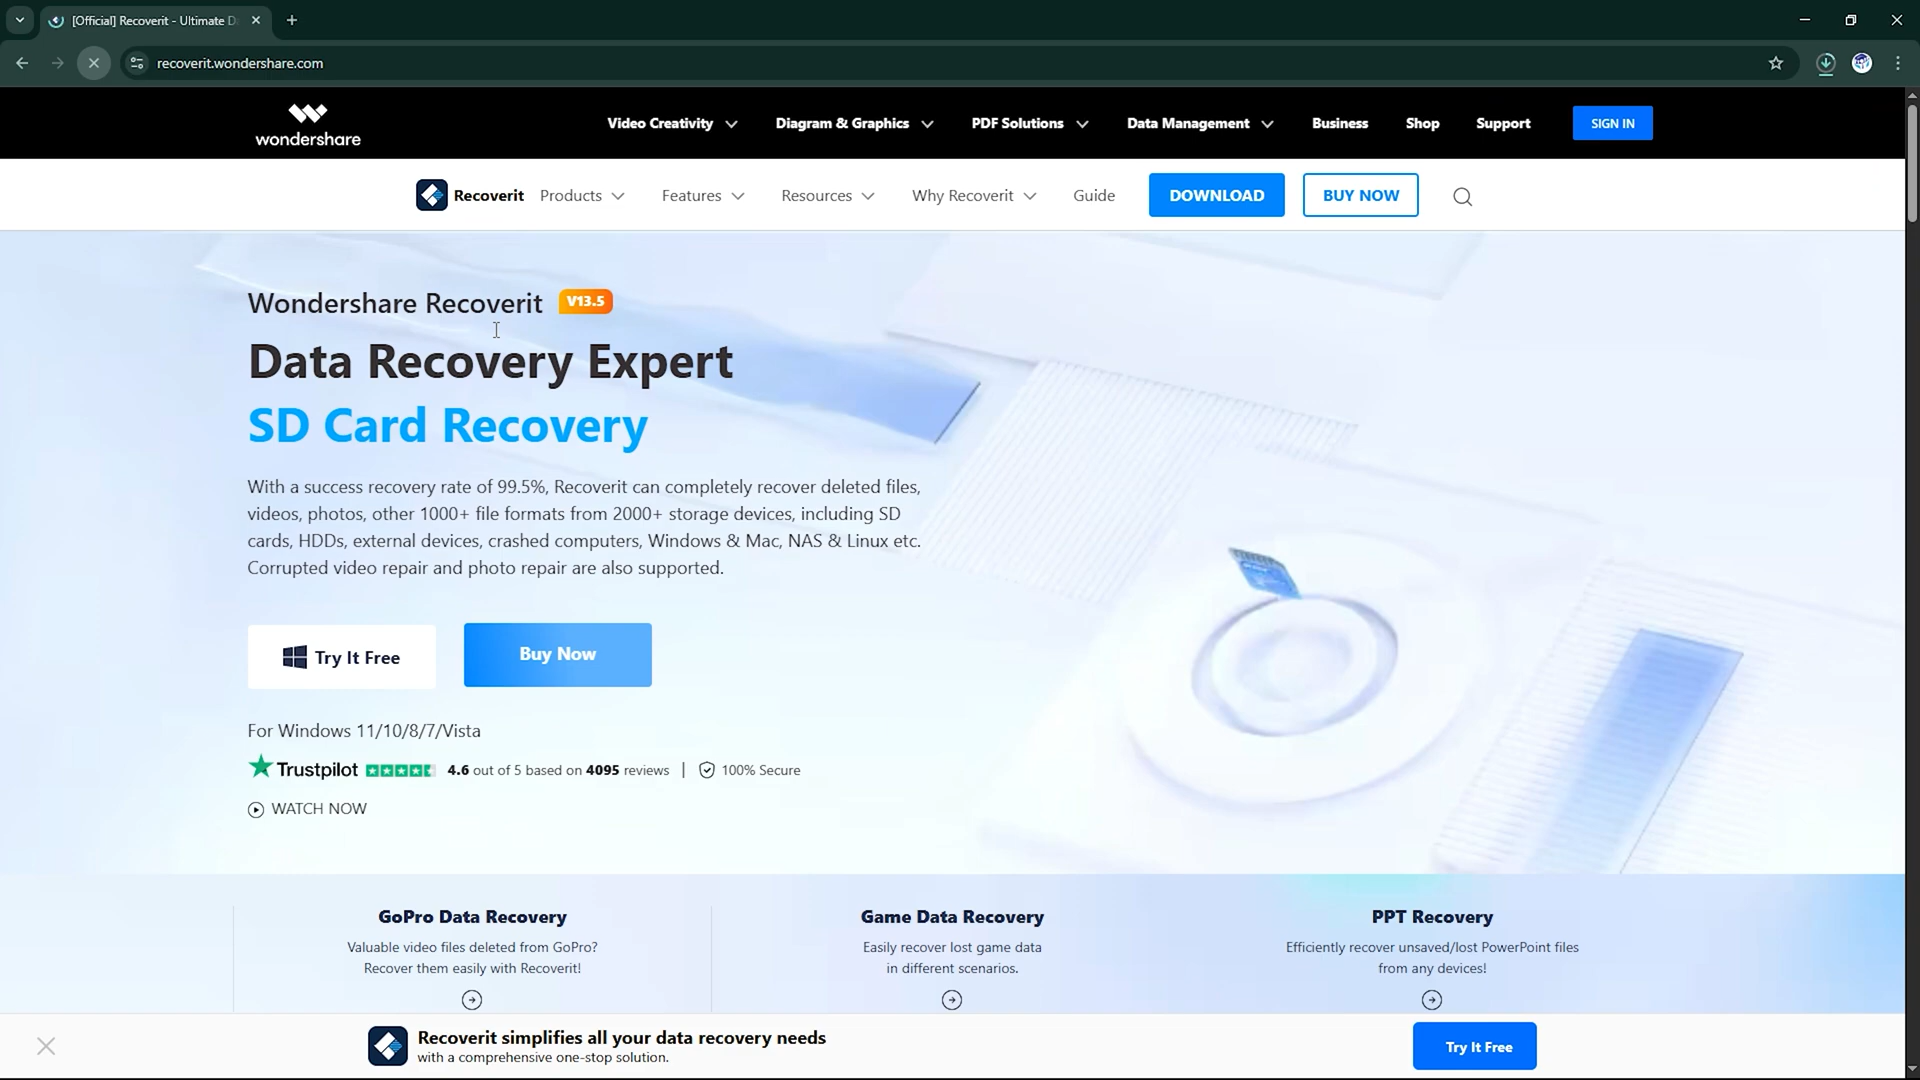 [Official] Recoverit - Ultimate D
recoverit.wondershare.com
wondershare
Video Creativity
Diagram & Graphics
PDF Solutions
Data Management
Business
Shop
Support
SIGN IN
Recoverit
Products
Features
Resources
Why Recoverit
Guide
DOWNLOAD
BUY NOW
Wondershare Recoverit
V13.5
Data Recovery Expert
SD Card Recovery
With a success recovery rate of 99.5%, Recoverit can completely recover deleted files,
videos, photos, other 1000+ file formats from 2000+ storage devices, including SD
cards, HDDs, external devices, crashed computers, Windows & Mac, NAS & Linux etc.
Corrupted video repair and photo repair are also supported.
Try It Free
Buy Now
For Windows 11/10/8/7/Vista
Trustpilot
4.6 out of 5 based on 4095 reviews
100% Secure
WATCH NOW
GoPro Data Recovery
Valuable video files deleted from GoPro?
Recover them easily with Recoverit!
Game Data Recovery
Easily recover lost game data
in different scenarios.
PPT Recovery
Efficiently recover unsaved/lost PowerPoint files
from any devices!
Recoverit simplifies all your data recovery needs
with a comprehensive one-stop solution.
Try It Free